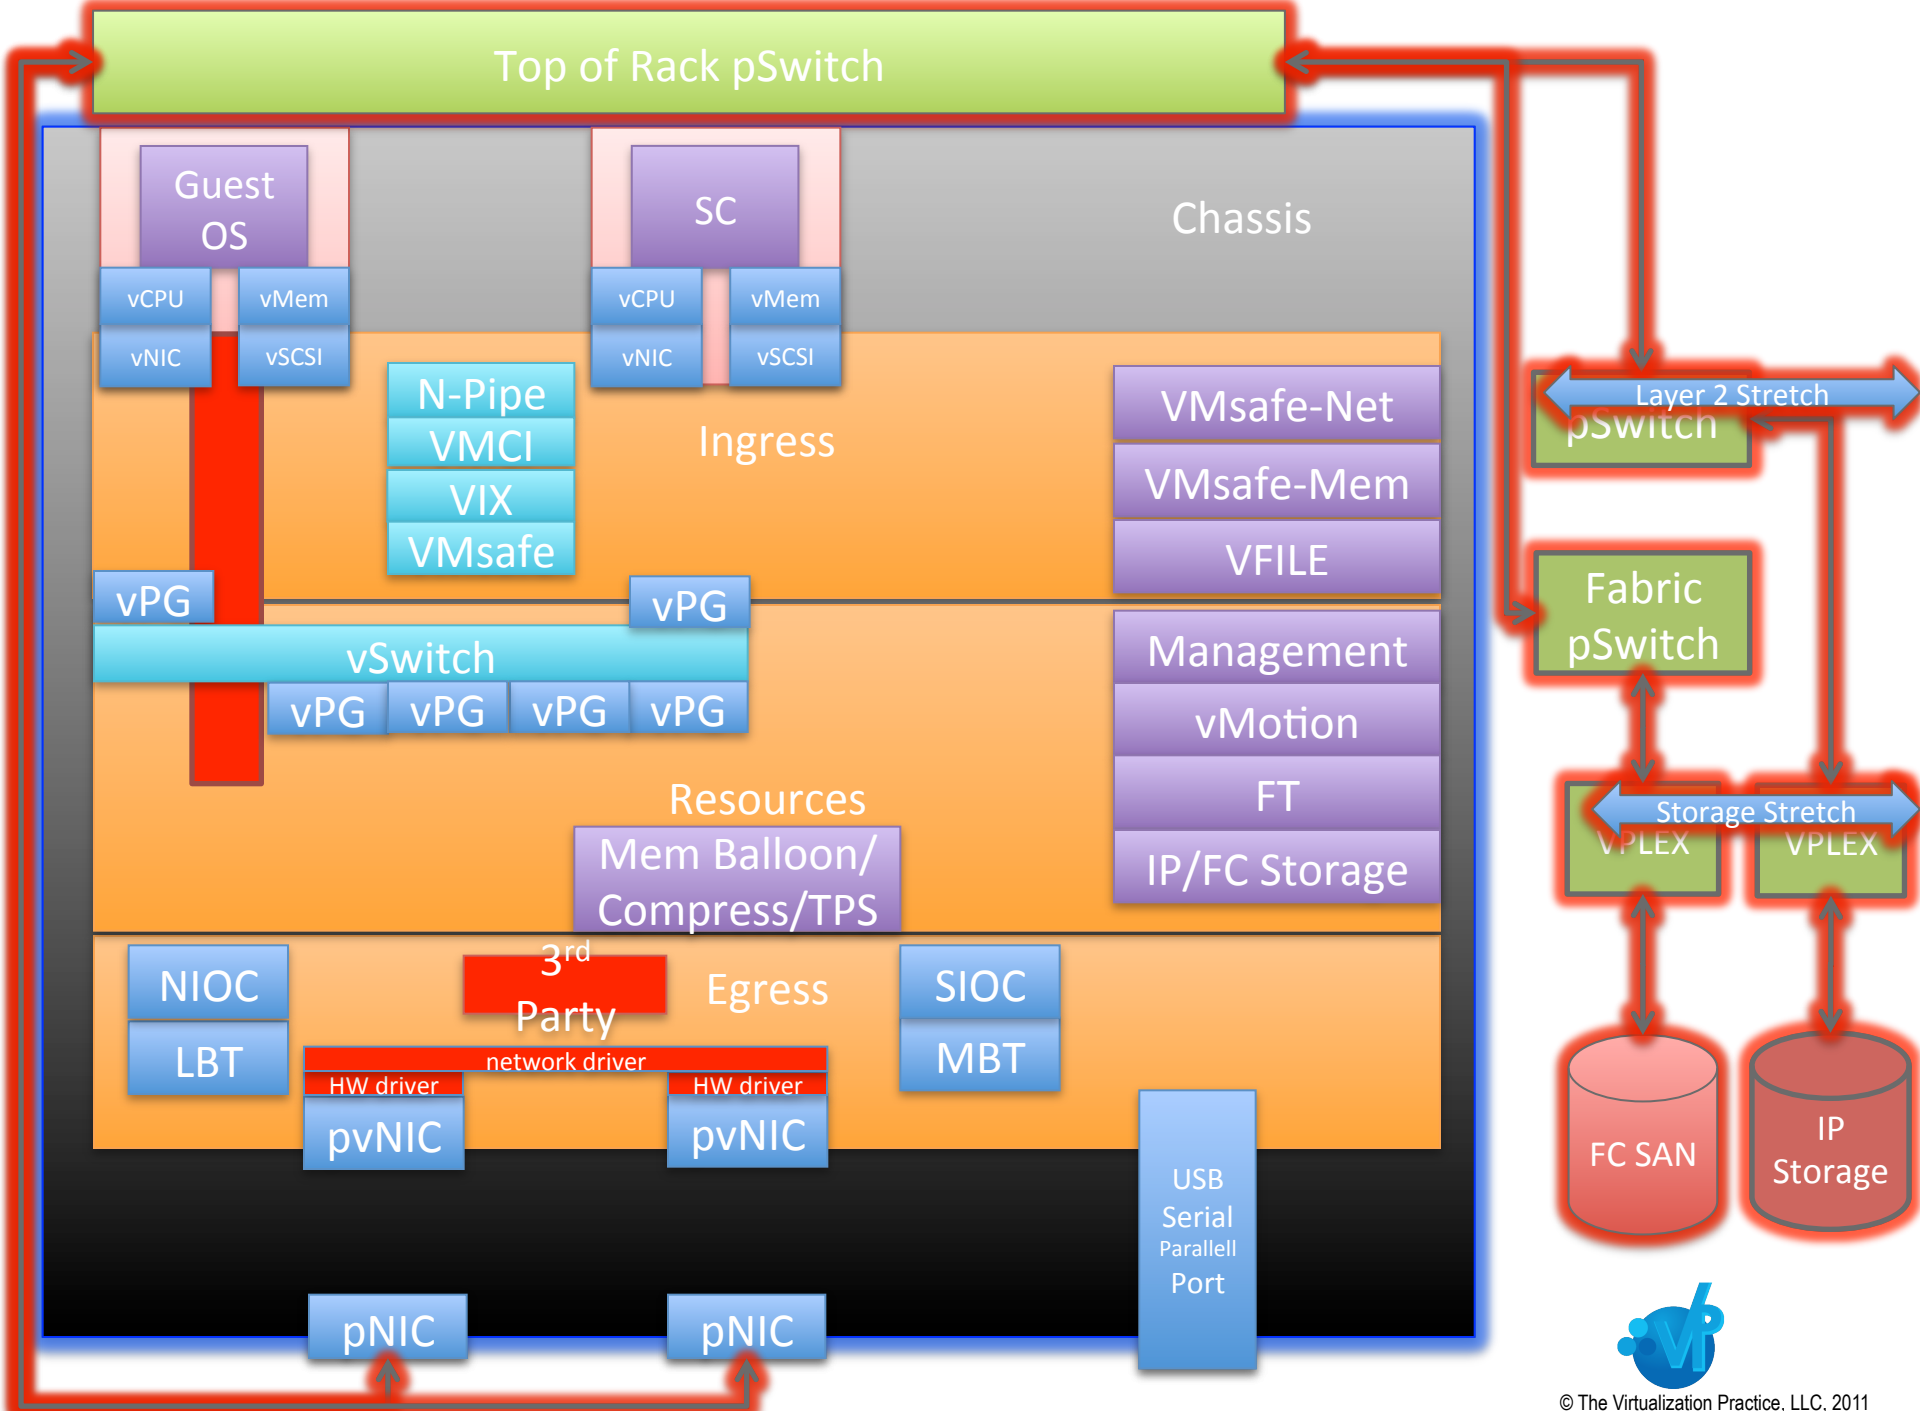 Top of Rack pSwitch
Guest
OS
SC
Chassis
vCPU
vMem
vNIC
vSCSI
vCPU
vMem
vNIC
vSCSI
N-Pipe
VMCI
VIX
VMsafe
Ingress
VMsafe-Net
VMsafe-Mem
VFILE
vPG
vPG
vSwitch
vPG
vPG
vPG
vPG
Management
vMotion
FT
IP/FC Storage
Resources
Mem Balloon/
Compress/TPS
NIOC
LBT
3rd
Party
Egress
SIOC
MBT
network driver
HW driver
HW driver
pvNIC
pvNIC
USB
Serial
Parallell
Port
pNIC
pNIC
Layer 2 Stretch
pSwitch
Fabric
pSwitch
Storage Stretch
VPLEX
VPLEX
FC SAN
IP
Storage
VP
© The Virtualization Practice, LLC, 2011